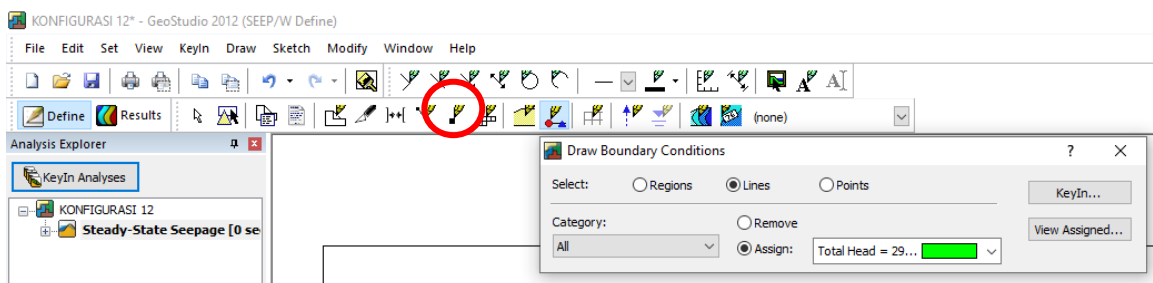 KONFIGURASI 12* - GeoStudio 2012 (SEEP/W Define)
File Edit Set View KeyIn Draw Sketch Modify Window Help
Define Results (none)
Analysis Explorer
KeyIn Analyses
KONFIGURASI 12
Steady-State Seepage [0 se
Draw Boundary Conditions ? X
Select: Regions Lines Points
KeyIn...
Category: Remove
View Assigned...
All Assign: Total Head = 29...